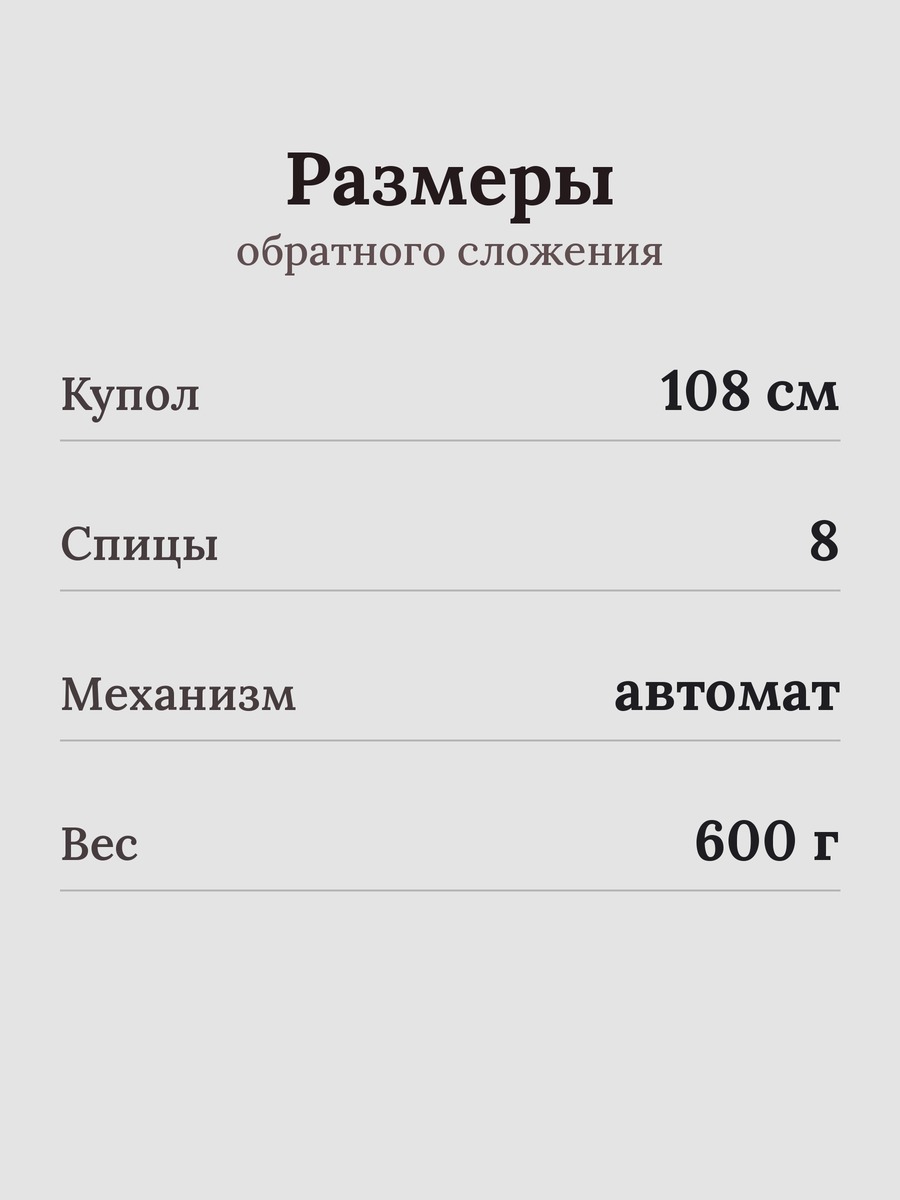 Размеры
обратного сложения
Купол 108 см
Спицы 8
Механизм автомат
Вес 600 г